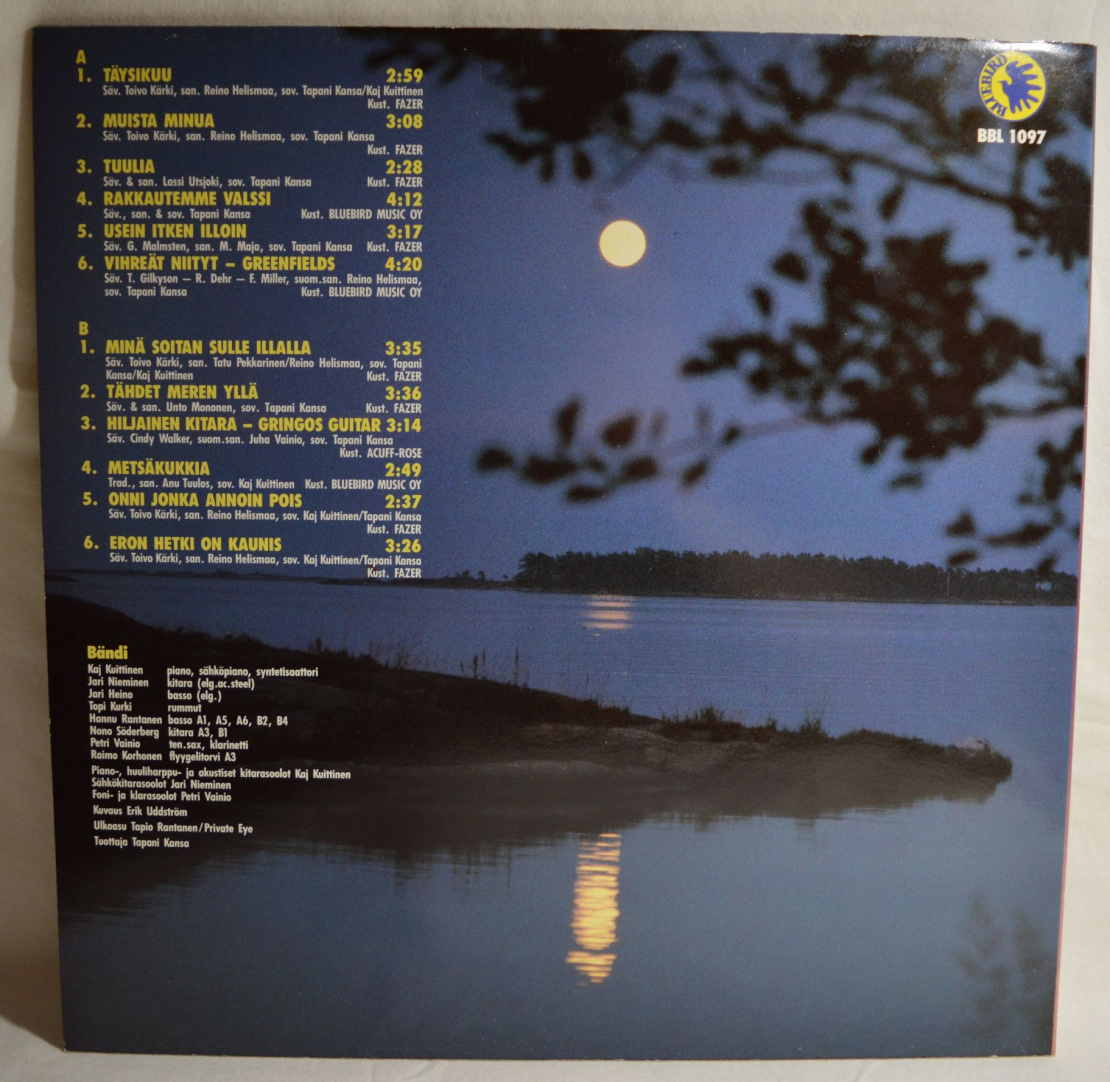 A
1. TÄYSIKUU 2:59
Säv. Toivo Kärki, san. Reino Helismaa, sov. Tapani Kansa/Kaj Kuittinen
Kust. FAZER
2. MUISTA MINUA 3:08
Säv. Toivo Kärki, san. Reino Helismaa, sov. Tapani Kansa
Kust. FAZER
3. TUULIA 2:28
Säv. & san. Lassi Utsjoki, sov. Tapani Kansa Kust. FAZER
4. RAKKAUTEMME VALSSI 4:12
Säv., san. & sov. Tapani Kansa Kust. BLUEBIRD MUSIC OY
5. USEIN ITKEN ILLOIN 3:17
Säv. G. Malmsten, san. M. Maja, sov. Tapani Kansa Kust. FAZER
6. VIHREÄT NIITYT – GREENFIELDS 4:20
Säv. T. Gilkyson – R. Dehr – F. Miller, suom.san. Reino Helismaa,
sov. Tapani Kansa Kust. BLUEBIRD MUSIC OY
B
1. MINÄ SOITAN SULLE ILLALLA 3:35
Säv. Toivo Kärki, san. Tatu Pekkarinen/Reino Helismaa, sov. Tapani
Kansa/Kaj Kuittinen Kust. FAZER
2. TÄHDET MEREN YLLÄ 3:36
Säv. & san. Unto Mononen, sov. Tapani Kansa Kust. FAZER
3. HILJAINEN KITARA – GRINGOS GUITAR 3:14
Säv. Cindy Walker, suom.san. Juha Vainio, sov. Tapani Kansa
Kust. ACUFF-ROSE
4. METSÄKUKKIA 2:49
Trad., san. Anu Tuulos, sov. Kaj Kuittinen Kust. BLUEBIRD MUSIC OY
5. ONNI JONKA ANNOIN POIS 2:37
Säv. Toivo Kärki, san. Reino Helismaa, sov. Kaj Kuittinen/Tapani Kansa
Kust. FAZER
6. ERON HETKI ON KAUNIS 3:26
Säv. Toivo Kärki, san. Reino Helismaa, sov. Kaj Kuittinen/Tapani Kansa
Kust. FAZER
Bändi
Kaj Kuittinen piano, sähköpiano, syntetisaattori
Jari Nieminen kitara (elg.ac.steel)
Jari Heino basso (elg.)
Topi Kurki rummut
Hannu Rantanen basso A1, A5, A6, B2, B4
Nono Söderberg kitara A3, B1
Petri Vainio ten.sax, klarinetti
Raimo Korhonen flyygelitorvi A3
Piano-, huuliharppu- ja akustiset kitarasoolot Kaj Kuittinen
Sähkökitarasoolot Jari Nieminen
Foni- ja klarasoolot Petri Vainio
Kuvaus Erik Uddström
Ulkoasu Tapio Rantanen/Private Eye
Tuottaja Tapani Kansa
BLUEBIRD
BBL 1097